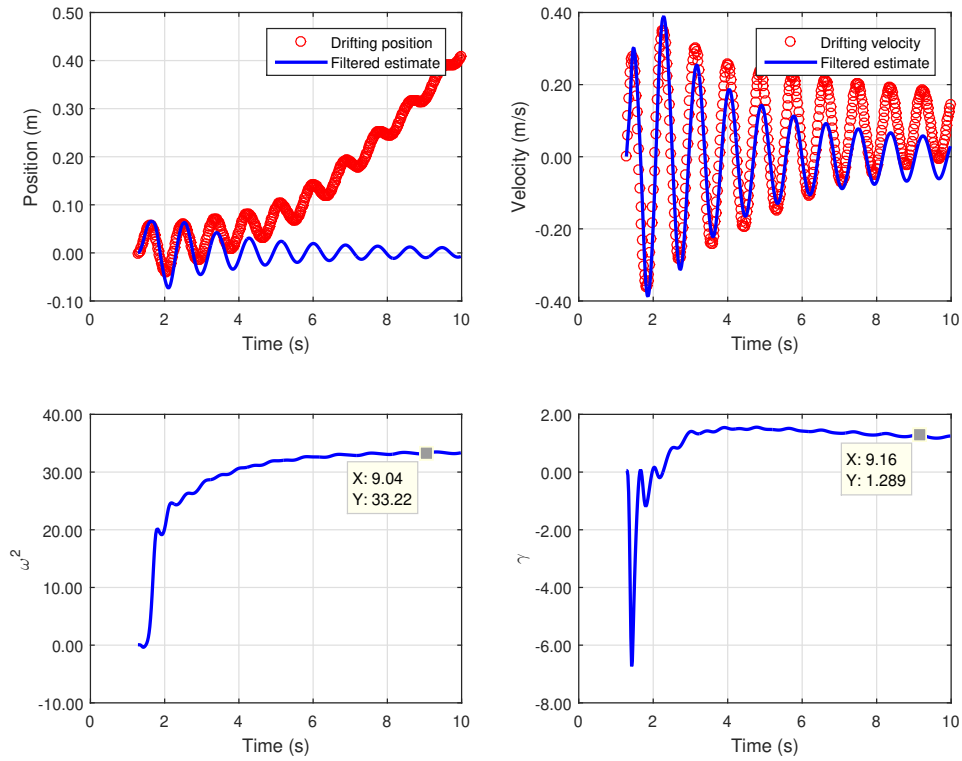 0.50
0.40
0.30
0.20
0.10
0.00
-0.10
Position (m)
Drifting position
Filtered estimate
0 2 4 6 8 10
Time (s)
0.40
0.20
0.00
-0.20
-0.40
Velocity (m/s)
Drifting velocity
Filtered estimate
0 2 4 6 8 10
Time (s)
40.00
30.00
20.00
10.00
0.00
-10.00
ω²
X: 9.04
Y: 33.22
0 2 4 6 8 10
Time (s)
2.00
0.00
-2.00
-4.00
-6.00
-8.00
γ
X: 9.16
Y: 1.289
0 2 4 6 8 10
Time (s)